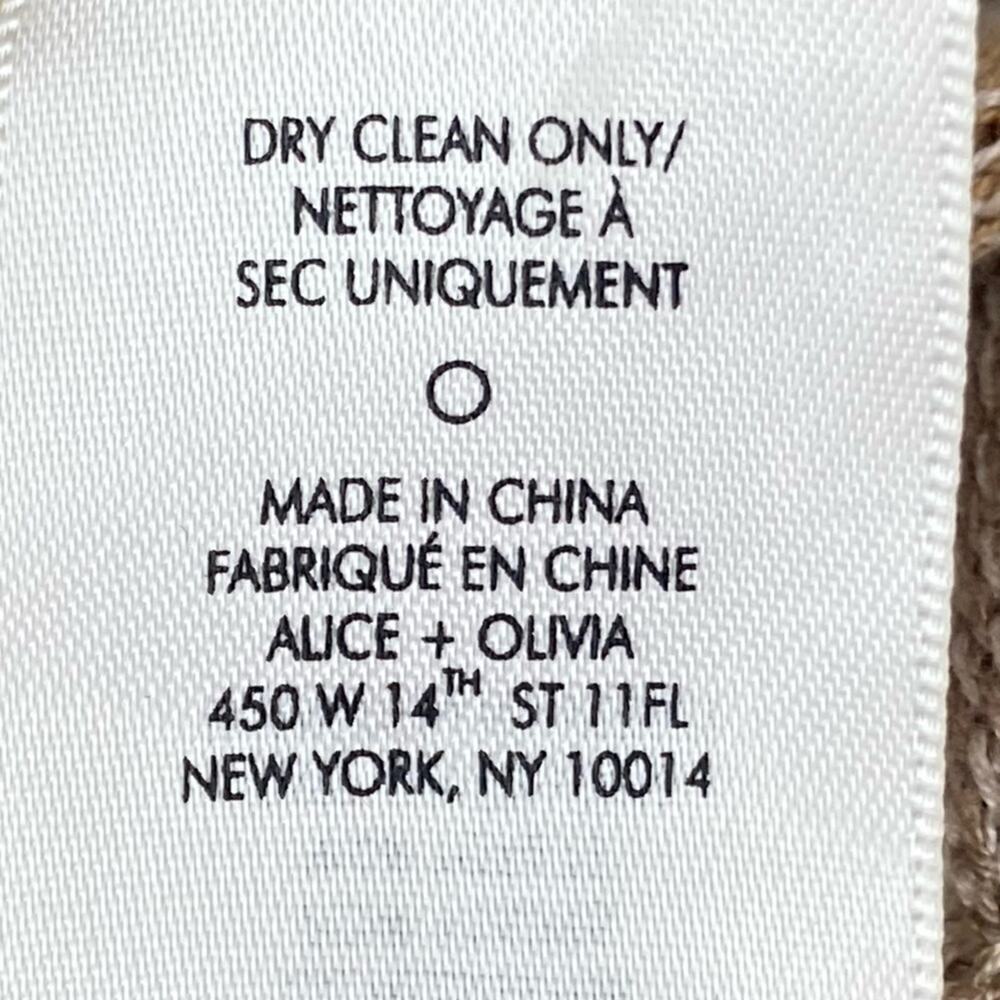 DRY CLEAN ONLY/
NETTOYAGE À
SEC UNIQUEMENT
MADE IN CHINA
FABRIQUÉ EN CHINE
ALICE + OLIVIA
450 W 14TH ST 11FL
NEW YORK, NY 10014